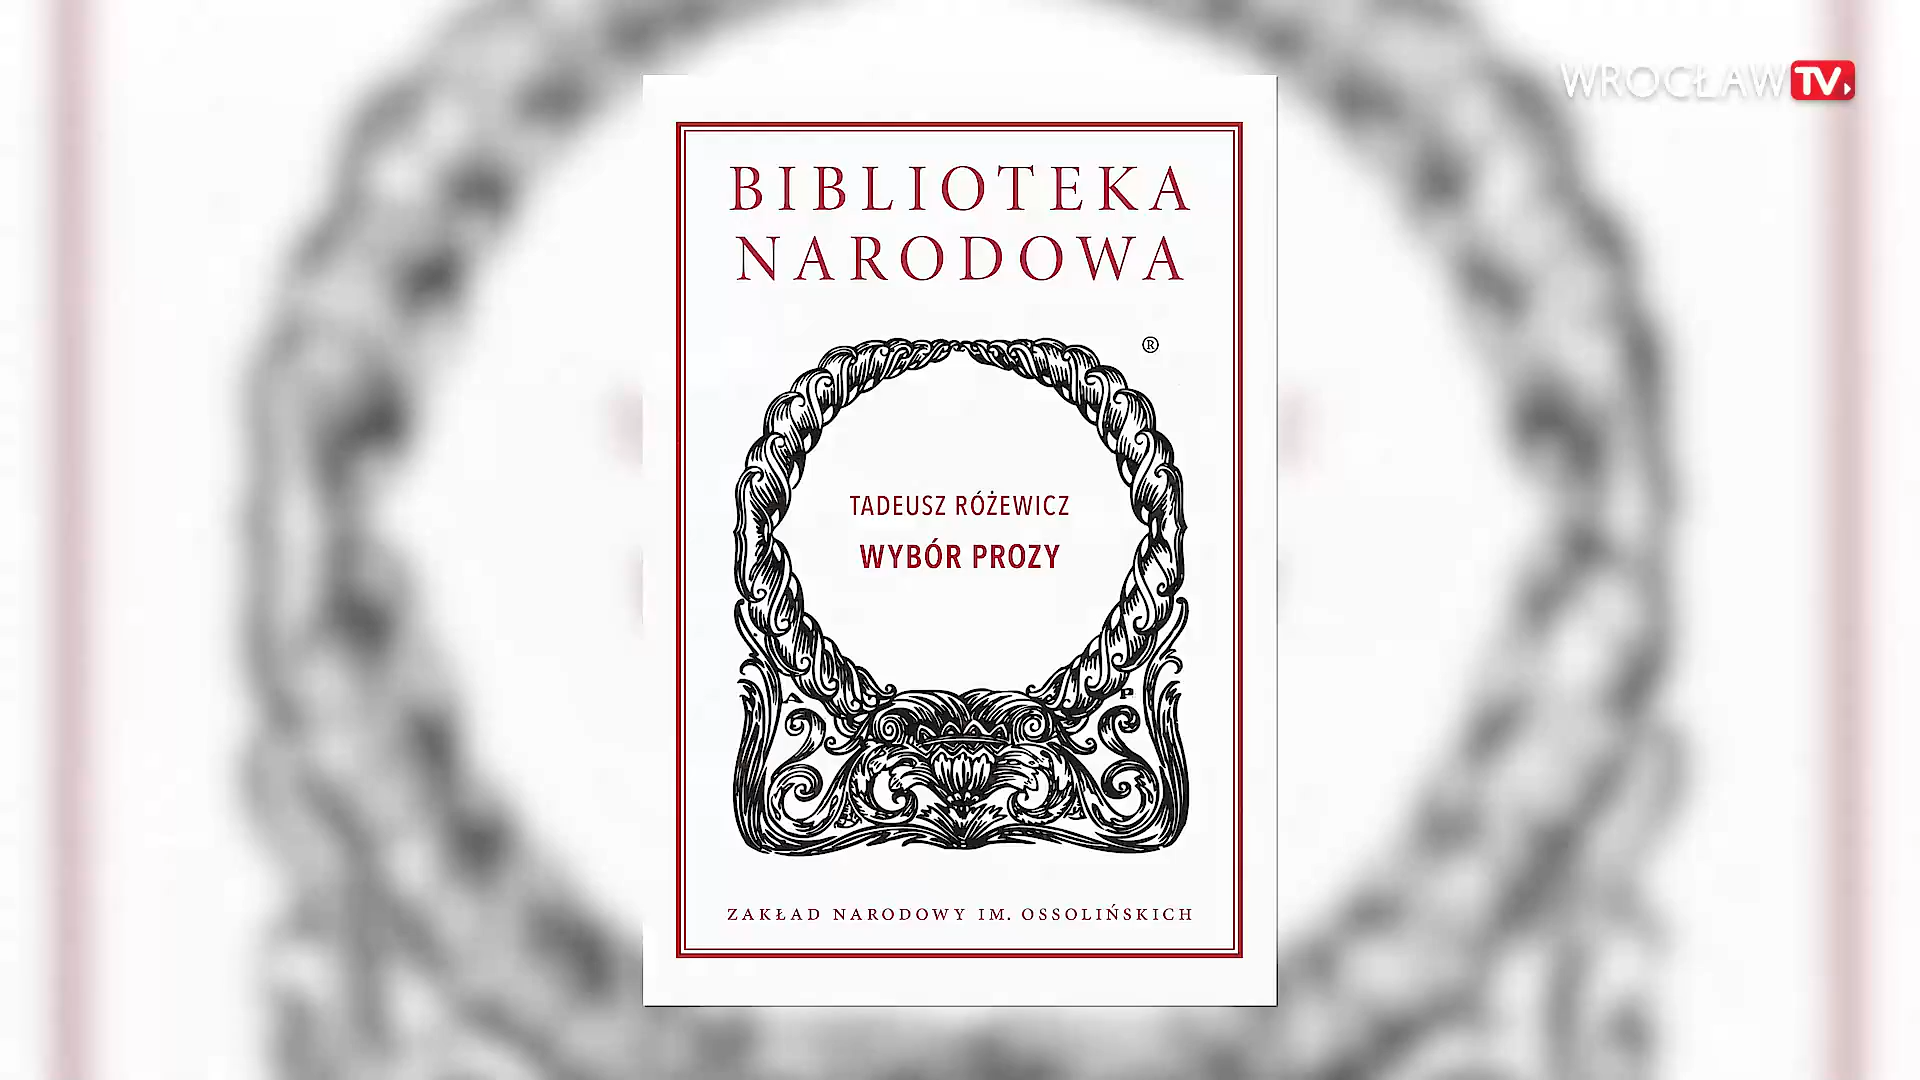 WROCŁAW TV
BIBLIOTEKA
NARODOWA
®
TADEUSZ RÓŻEWICZ
WYBÓR PROZY
P
ZAKŁAD NARODOWY IM. OSSOLIŃSKICH